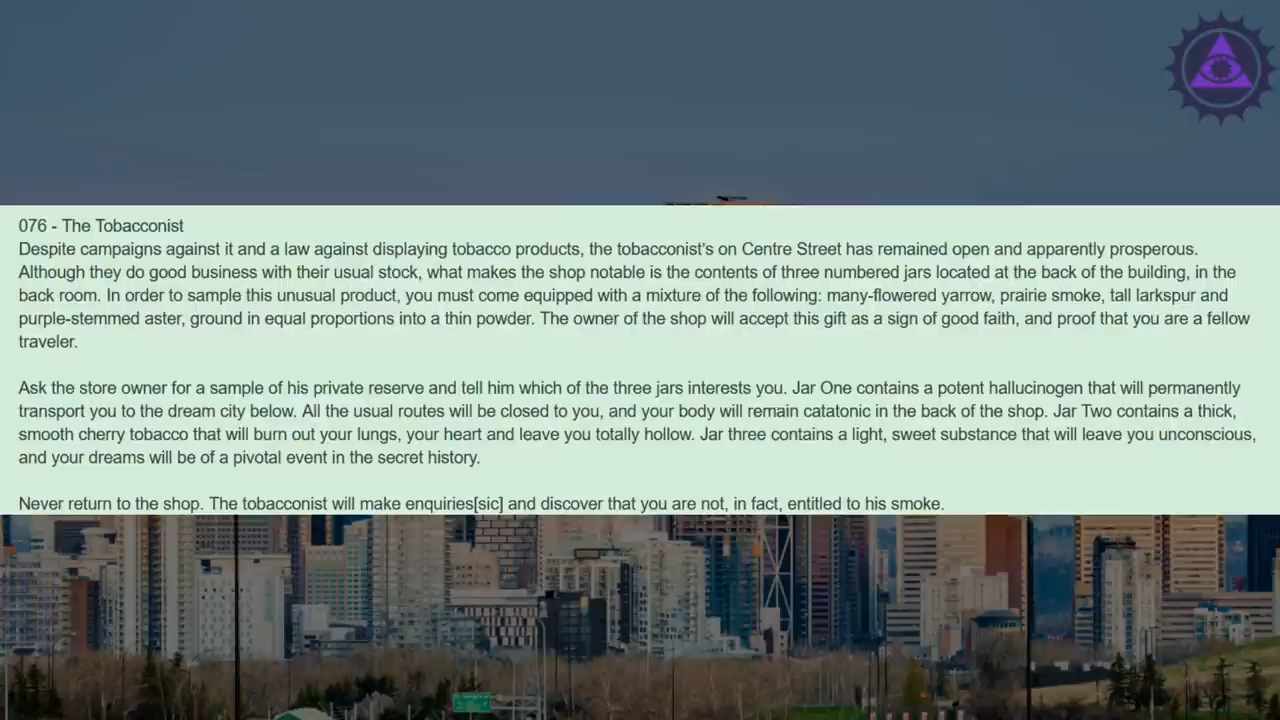 076 - The Tobacconist
Despite campaigns against it and a law against displaying tobacco products, the tobacconist's on Centre Street has remained open and apparently prosperous.
Although they do good business with their usual stock, what makes the shop notable is the contents of three numbered jars located at the back of the building, in the
back room. In order to sample this unusual product, you must come equipped with a mixture of the following: many-flowered yarrow, prairie smoke, tall larkspur and
purple-stemmed aster, ground in equal proportions into a thin powder. The owner of the shop will accept this gift as a sign of good faith, and proof that you are a fellow
traveler.
Ask the store owner for a sample of his private reserve and tell him which of the three jars interests you. Jar One contains a potent hallucinogen that will permanently
transport you to the dream city below. All the usual routes will be closed to you, and your body will remain catatonic in the back of the shop. Jar Two contains a thick,
smooth cherry tobacco that will burn out your lungs, your heart and leave you totally hollow. Jar three contains a light, sweet substance that will leave you unconscious,
and your dreams will be of a pivotal event in the secret history.
Never return to the shop. The tobacconist will make enquiries[sic] and discover that you are not, in fact, entitled to his smoke.